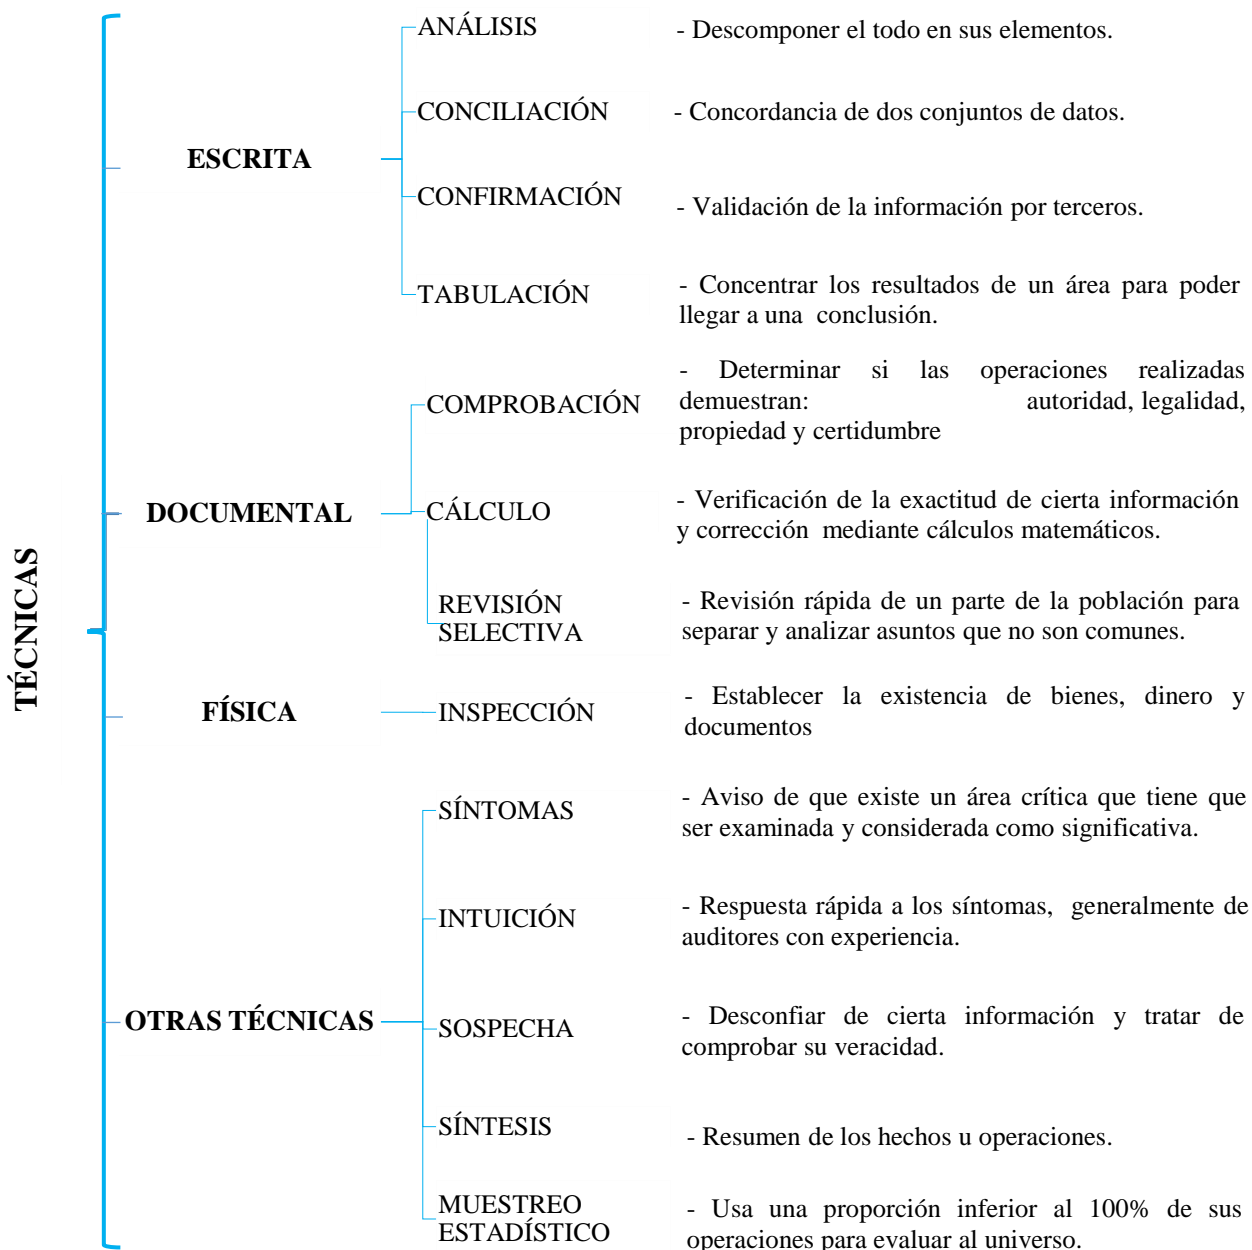 TÉCNICAS
ESCRITA
ANÁLISIS
- Descomponer el todo en sus elementos.
CONCILIACIÓN
- Concordancia de dos conjuntos de datos.
CONFIRMACIÓN
- Validación de la información por terceros.
TABULACIÓN
- Concentrar los resultados de un área para poder
llegar a una conclusión.
DOCUMENTAL
COMPROBACIÓN
- Determinar si las operaciones realizadas
demuestran: autoridad, legalidad,
propiedad y certidumbre
CÁLCULO
- Verificación de la exactitud de cierta información
y corrección mediante cálculos matemáticos.
REVISIÓN
SELECTIVA
- Revisión rápida de un parte de la población para
separar y analizar asuntos que no son comunes.
FÍSICA
INSPECCIÓN
- Establecer la existencia de bienes, dinero y
documentos
OTRAS TÉCNICAS
SÍNTOMAS
- Aviso de que existe un área crítica que tiene que
ser examinada y considerada como significativa.
INTUICIÓN
- Respuesta rápida a los síntomas, generalmente de
auditores con experiencia.
SOSPECHA
- Desconfiar de cierta información y tratar de
comprobar su veracidad.
SÍNTESIS
- Resumen de los hechos u operaciones.
MUESTREO
ESTADÍSTICO
- Usa una proporción inferior al 100% de sus
operaciones para evaluar al universo.